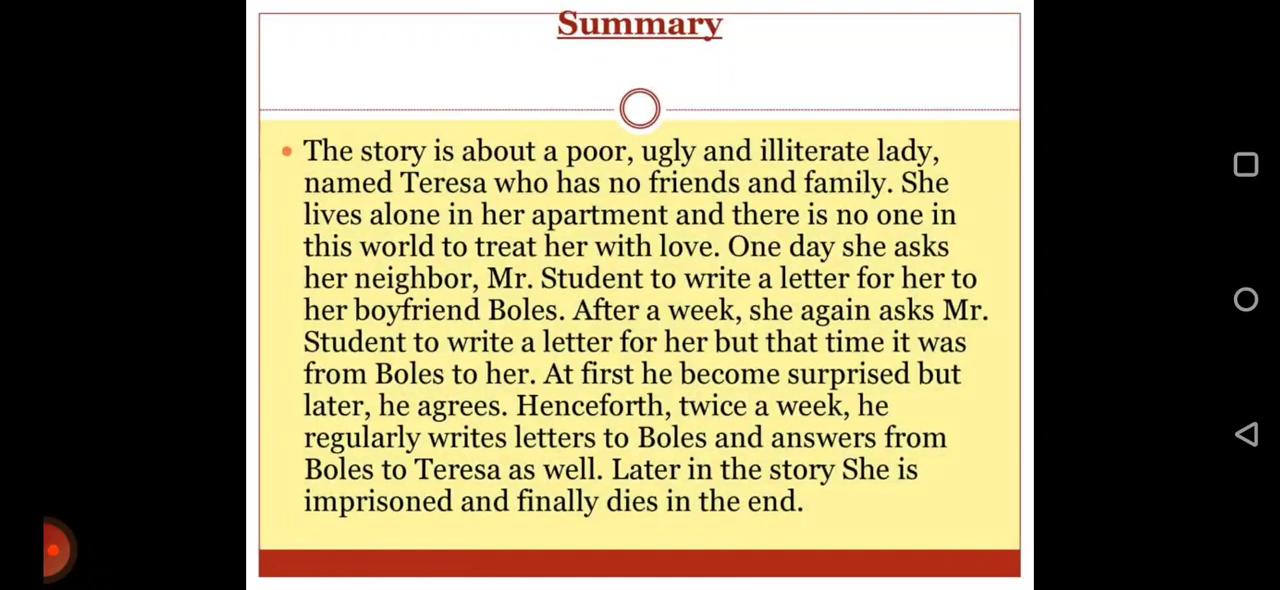 Summary
The story is about a poor, ugly and illiterate lady,
named Teresa who has no friends and family. She
lives alone in her apartment and there is no one in
this world to treat her with love. One day she asks
her neighbor, Mr. Student to write a letter for her to
her boyfriend Boles. After a week, she again asks Mr.
Student to write a letter for her but that time it was
from Boles to her. At first he become surprised but
later, he agrees. Henceforth, twice a week, he
regularly writes letters to Boles and answers from
Boles to Teresa as well. Later in the story She is
imprisoned and finally dies in the end.